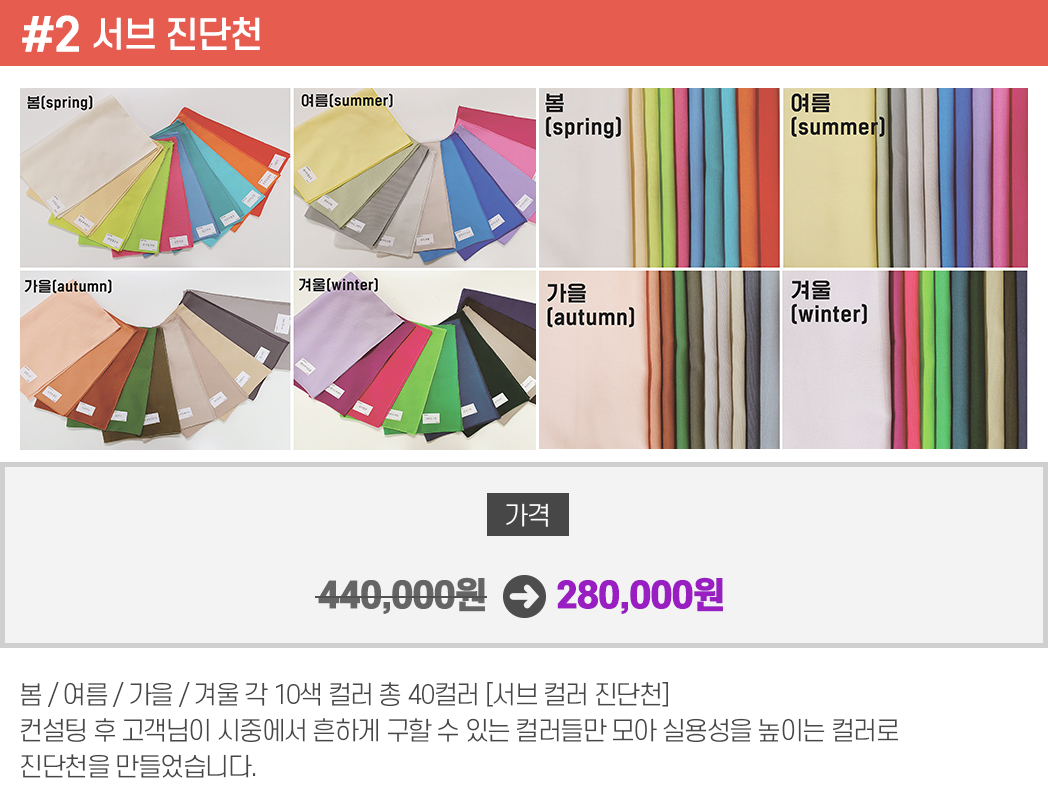 #2 서브 진단천
봄(spring)
여름(summer)
봄
(spring)
여름
(summer)
가을(autumn)
겨울(winter)
가을
(autumn)
겨울
(winter)
가격
440,000원 280,000원
봄 / 여름 / 가을 / 겨울 각 10색 컬러 총 40컬러 [서브 컬러 진단천]
컨설팅 후 고객님이 시중에서 흔하게 구할 수 있는 컬러들만 모아 실용성을 높이는 컬러로
진단천을 만들었습니다.